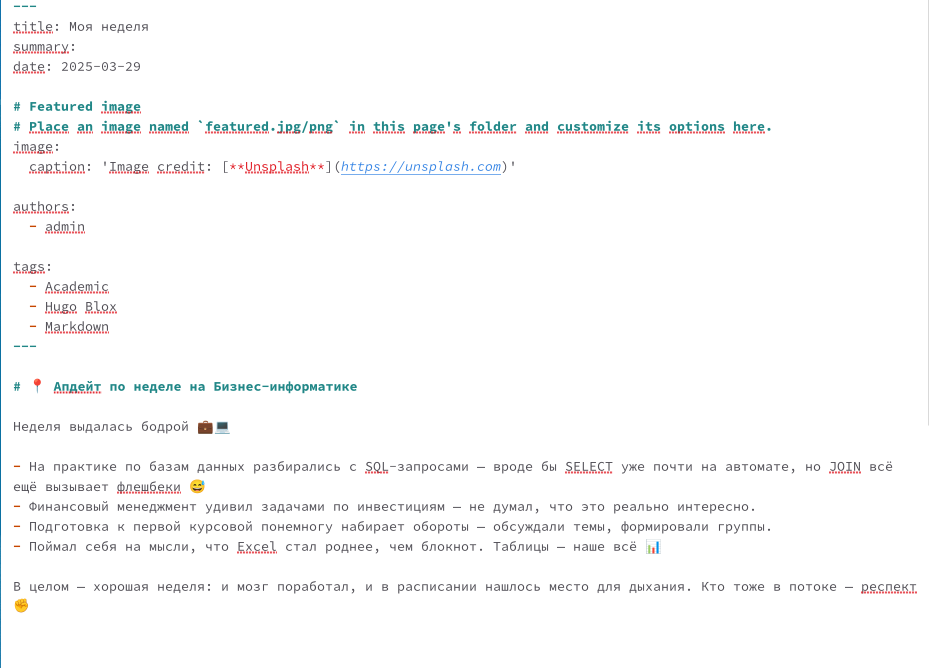 ---
title: Моя неделя
summary:
date: 2025-03-29

# Featured image
# Place an image named `featured.jpg/png` in this page's folder and customize its options here.
image:
  caption: 'Image credit: [**Unsplash**](https://unsplash.com)'

authors:
  - admin

tags:
  - Academic
  - Hugo Blox
  - Markdown
---

# 📍 Апдейт по неделе на Бизнес-информатике

Неделя выдалась бодрой 💼💻

- На практике по базам данных разбирались с SQL-запросами — вроде бы SELECT уже почти на автомате, но JOIN всё
ещё вызывает флешбеки 😅
- Финансовый менеджмент удивил задачами по инвестициям — не думал, что это реально интересно.
- Подготовка к первой курсовой понемногу набирает обороты — обсуждали темы, формировали группы.
- Поймал себя на мысли, что Excel стал роднее, чем блокнот. Таблицы — наше всё 📊

В целом — хорошая неделя: и мозг поработал, и в расписании нашлось место для дыхания. Кто тоже в потоке — респект
✊